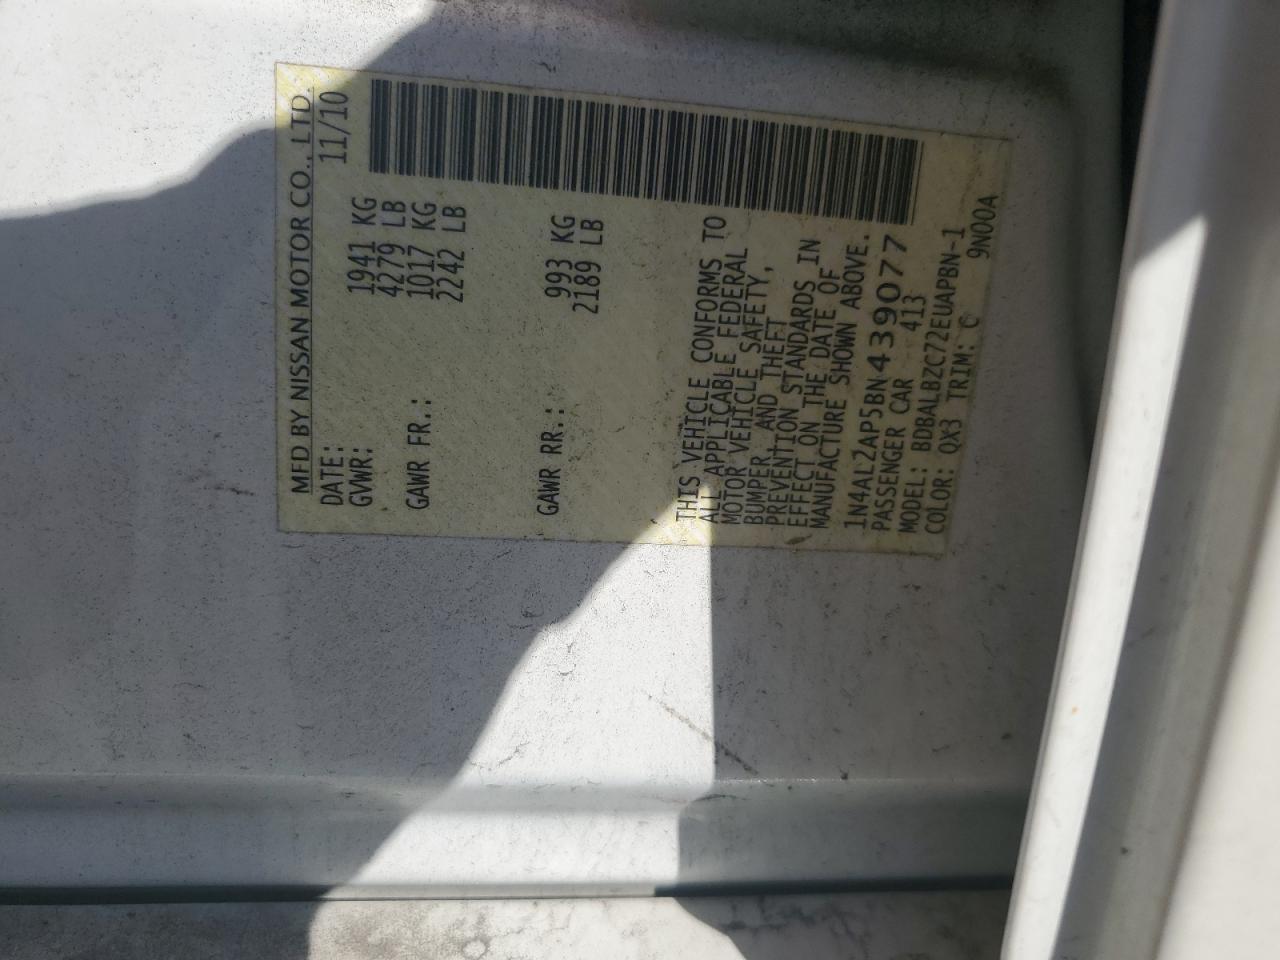 MFD BY NISSAN MOTOR CO., LTD.
DATE: 11/10
GVWR: 1941 KG
4279 LB
GAWR FR.: 1017 KG
2242 LB
GAWR RR.: 993 KG
2189 LB
THIS VEHICLE CONFORMS TO
ALL APPLICABLE FEDERAL
MOTOR VEHICLE SAFETY,
BUMPER, AND THEFT
PREVENTION STANDARDS IN
EFFECT ON THE DATE OF
MANUFACTURE SHOWN ABOVE.
1N4AL2AP5BN439077
PASSENGER CAR 413
MODEL: BDBALBZC72EUAPBN-1
COLOR: QX3 TRIM: C 9N00A